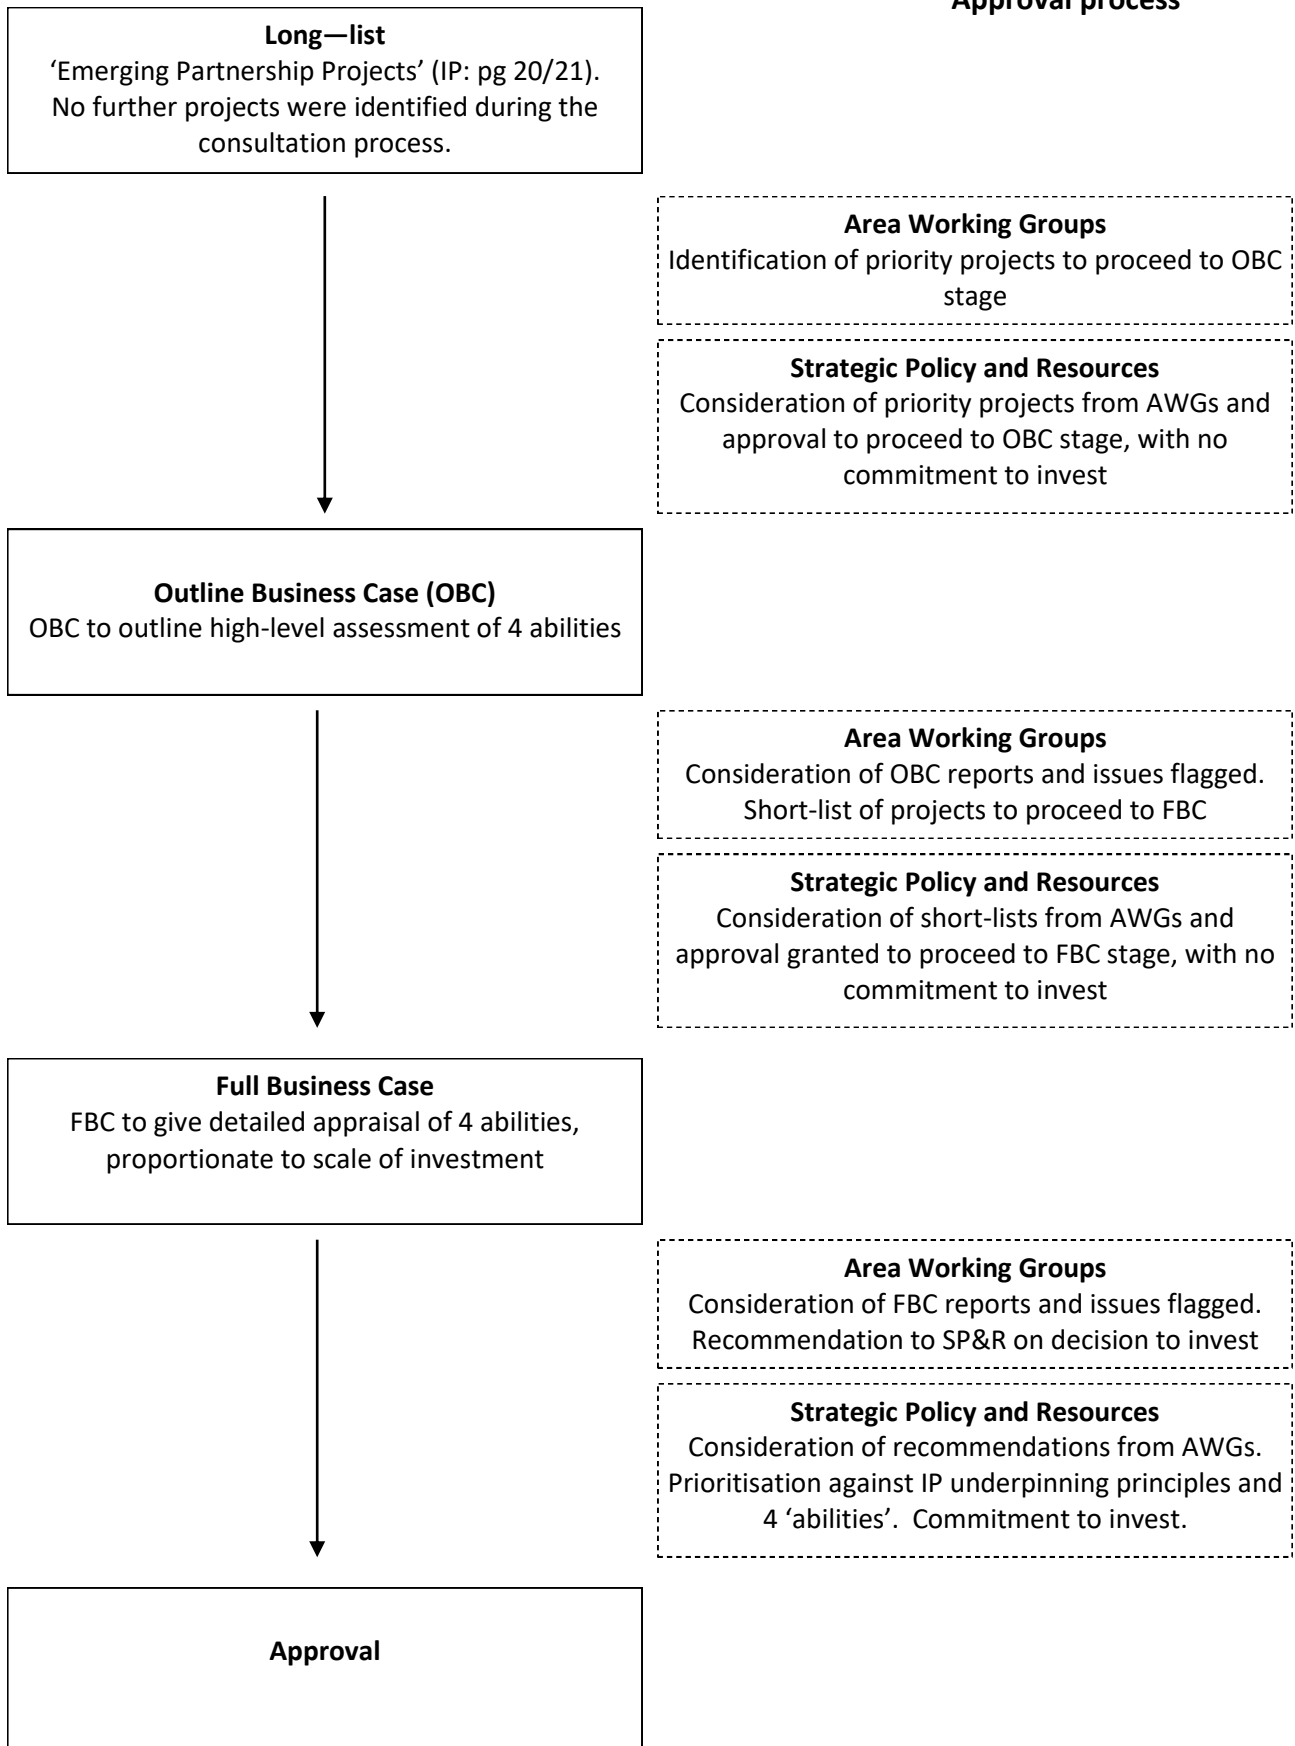 Approval process
Long—list
‘Emerging Partnership Projects’ (IP: pg 20/21).
No further projects were identified during the
consultation process.
Area Working Groups
Identification of priority projects to proceed to OBC
stage
Strategic Policy and Resources
Consideration of priority projects from AWGs and
approval to proceed to OBC stage, with no
commitment to invest
Outline Business Case (OBC)
OBC to outline high-level assessment of 4 abilities
Area Working Groups
Consideration of OBC reports and issues flagged.
Short-list of projects to proceed to FBC
Strategic Policy and Resources
Consideration of short-lists from AWGs and
approval granted to proceed to FBC stage, with no
commitment to invest
Full Business Case
FBC to give detailed appraisal of 4 abilities,
proportionate to scale of investment
Area Working Groups
Consideration of FBC reports and issues flagged.
Recommendation to SP&R on decision to invest
Strategic Policy and Resources
Consideration of recommendations from AWGs.
Prioritisation against IP underpinning principles and
4 ‘abilities’.  Commitment to invest.
Approval